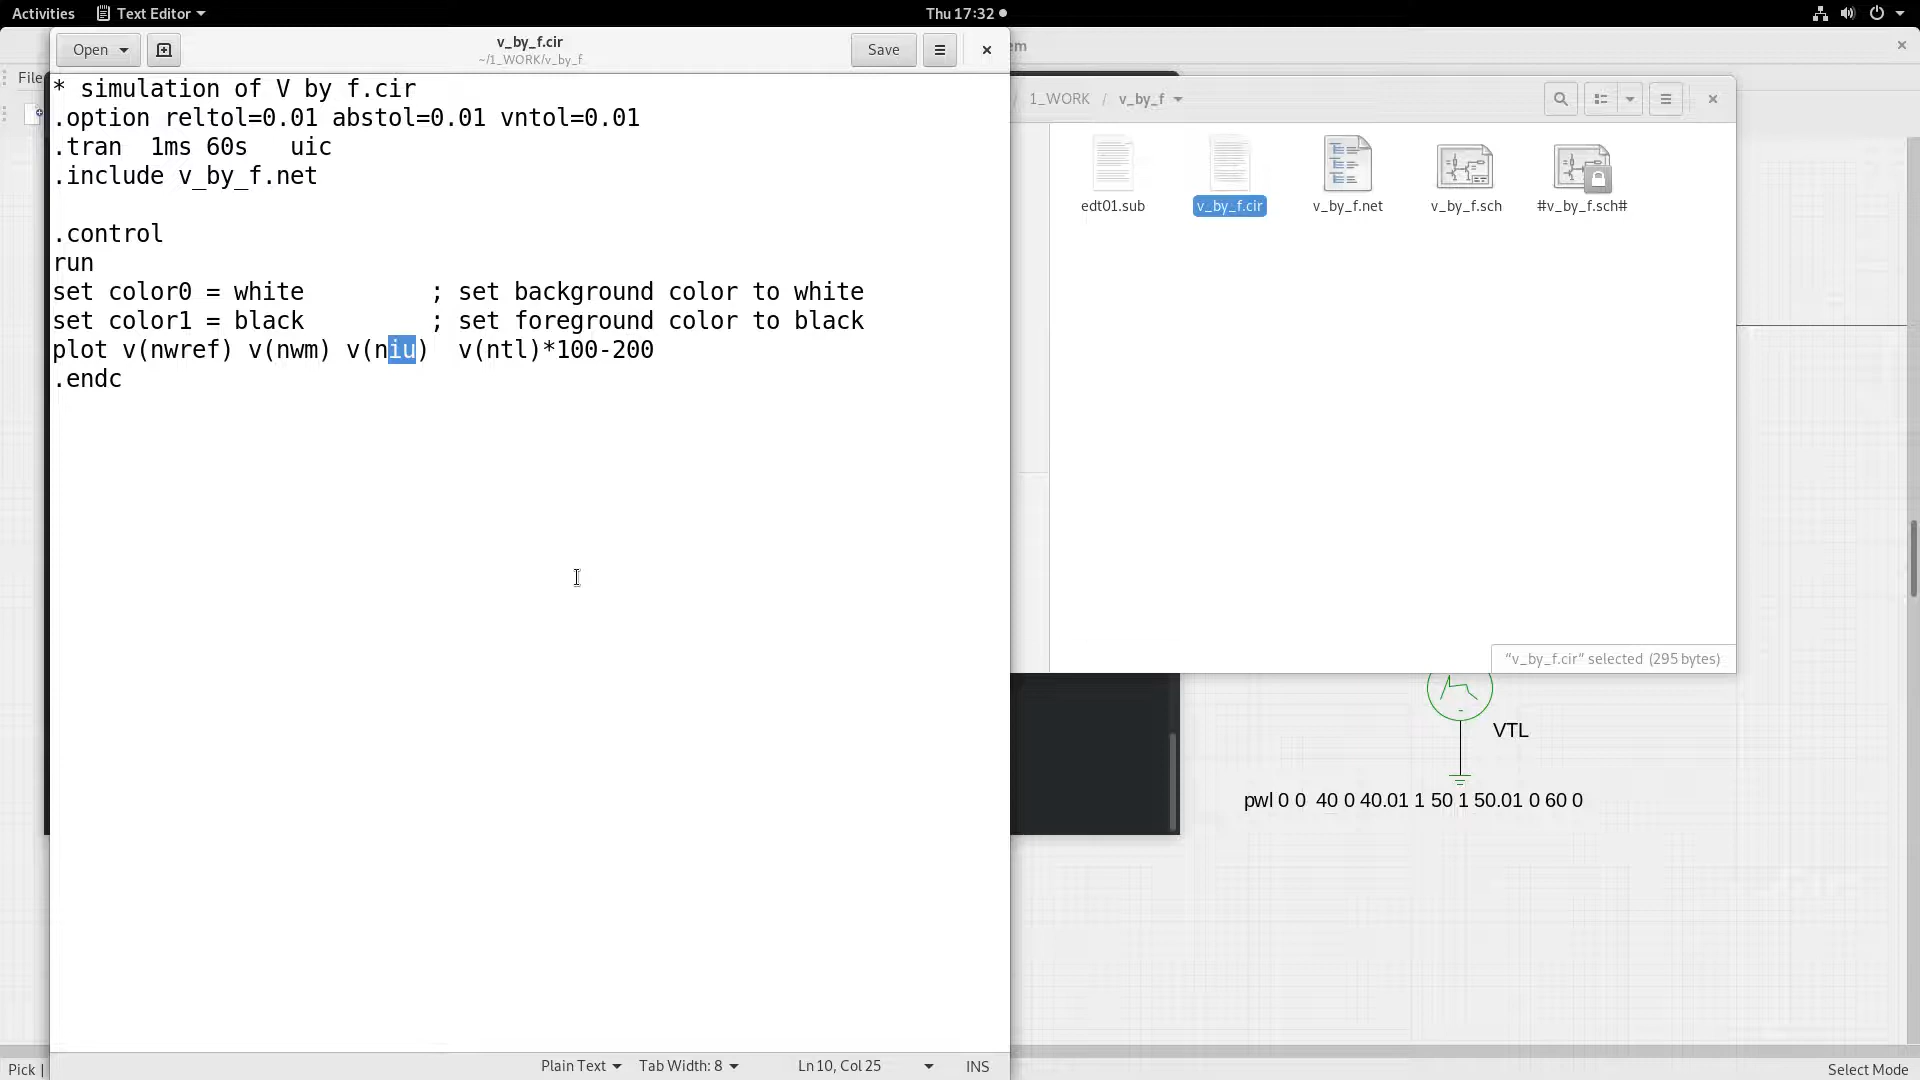 Activities Text Editor Thu 17:32
Open v_by_f.cir Save
~/1_WORK/v_by_f
* simulation of V by f.cir
.option reltol=0.01 abstol=0.01 vntol=0.01
.tran  1ms 60s   uic
.include v_by_f.net
.control
run
set color0 = white         ; set background color to white
set color1 = black         ; set foreground color to black
plot v(nwref) v(nwm) v(niu)  v(ntl)*100-200
.endc
Plain Text Tab Width: 8 Ln 10, Col 25 INS
em
File
/ 1_WORK / v_by_f
edt01.sub v_by_f.cir v_by_f.net v_by_f.sch #v_by_f.sch#
"v_by_f.cir" selected (295 bytes)
-
VTL
pwl 0 0  40 0 40.01 1 50 1 50.01 0 60 0
Pick |
Select Mode